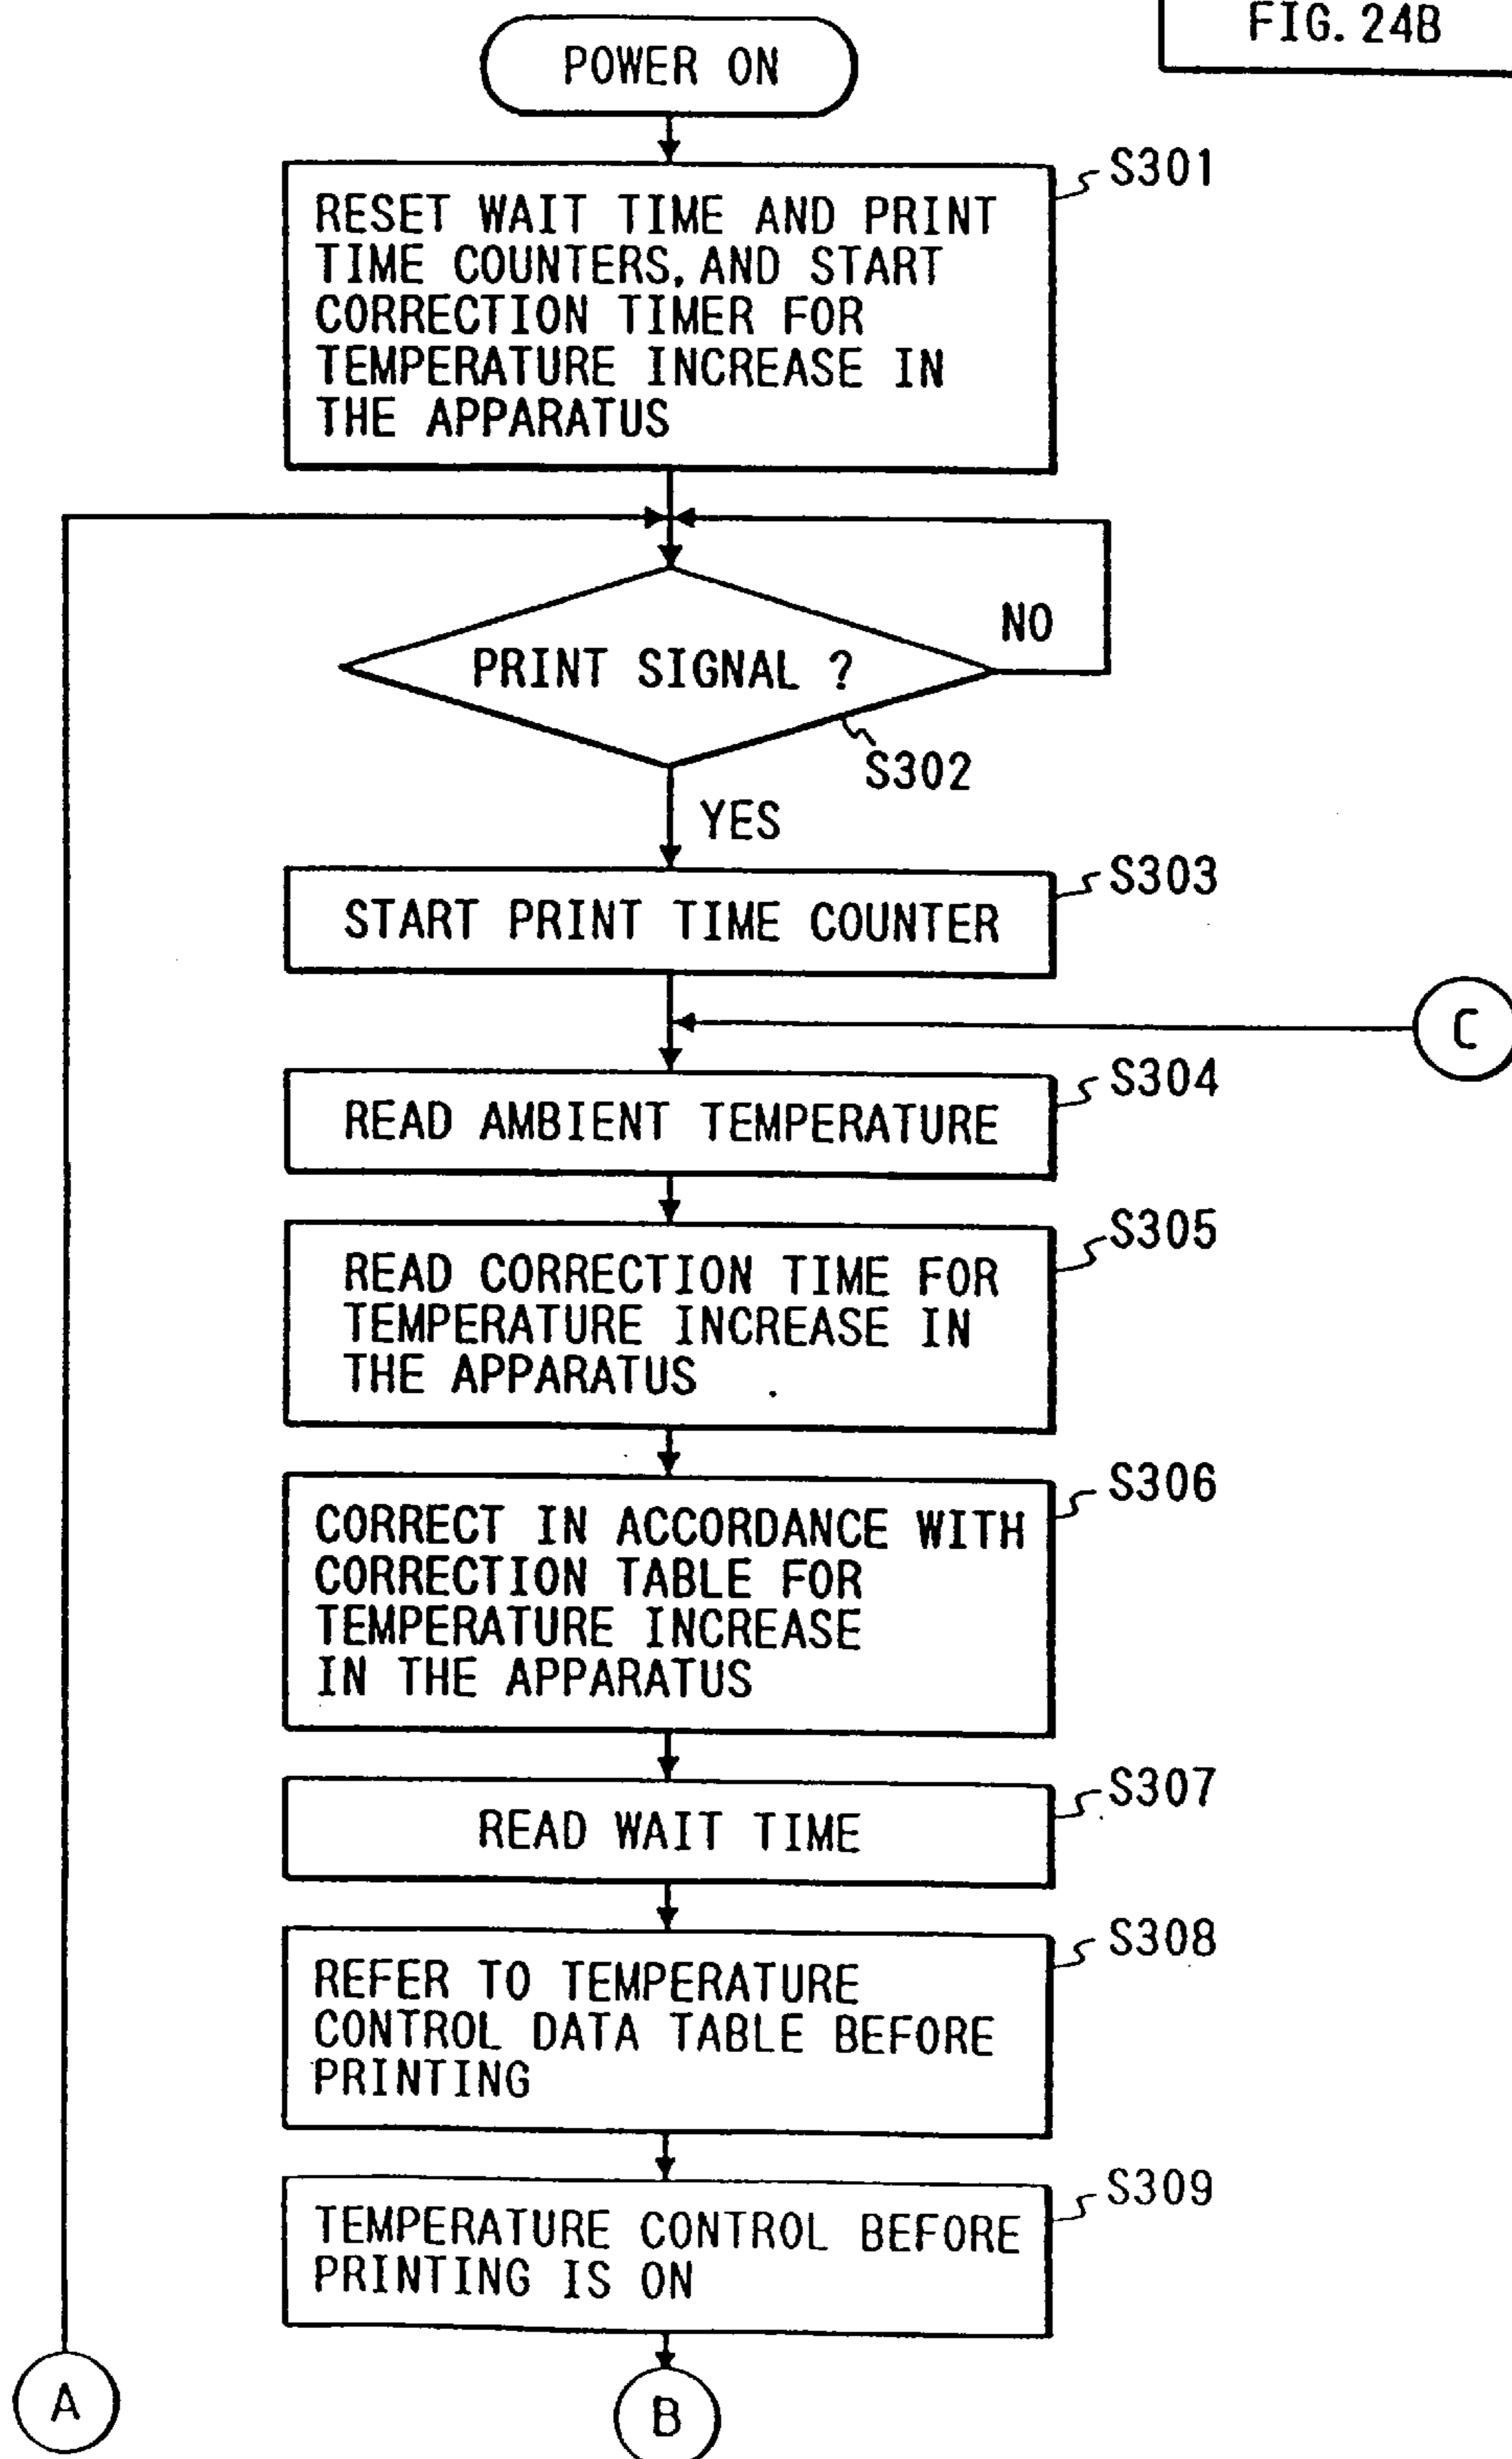 FIG. 24B
POWER ON
S301
RESET WAIT TIME AND PRINT
TIME COUNTERS, AND START
CORRECTION TIMER FOR
TEMPERATURE INCREASE IN
THE APPARATUS
NO
PRINT SIGNAL ?
S302
YES
S303
START PRINT TIME COUNTER
C
S304
READ AMBIENT TEMPERATURE
S305
READ CORRECTION TIME FOR
TEMPERATURE INCREASE IN
THE APPARATUS
S306
CORRECT IN ACCORDANCE WITH
CORRECTION TABLE FOR
TEMPERATURE INCREASE
IN THE APPARATUS
S307
READ WAIT TIME
S308
REFER TO TEMPERATURE
CONTROL DATA TABLE BEFORE
PRINTING
S309
TEMPERATURE CONTROL BEFORE
PRINTING IS ON
A
B